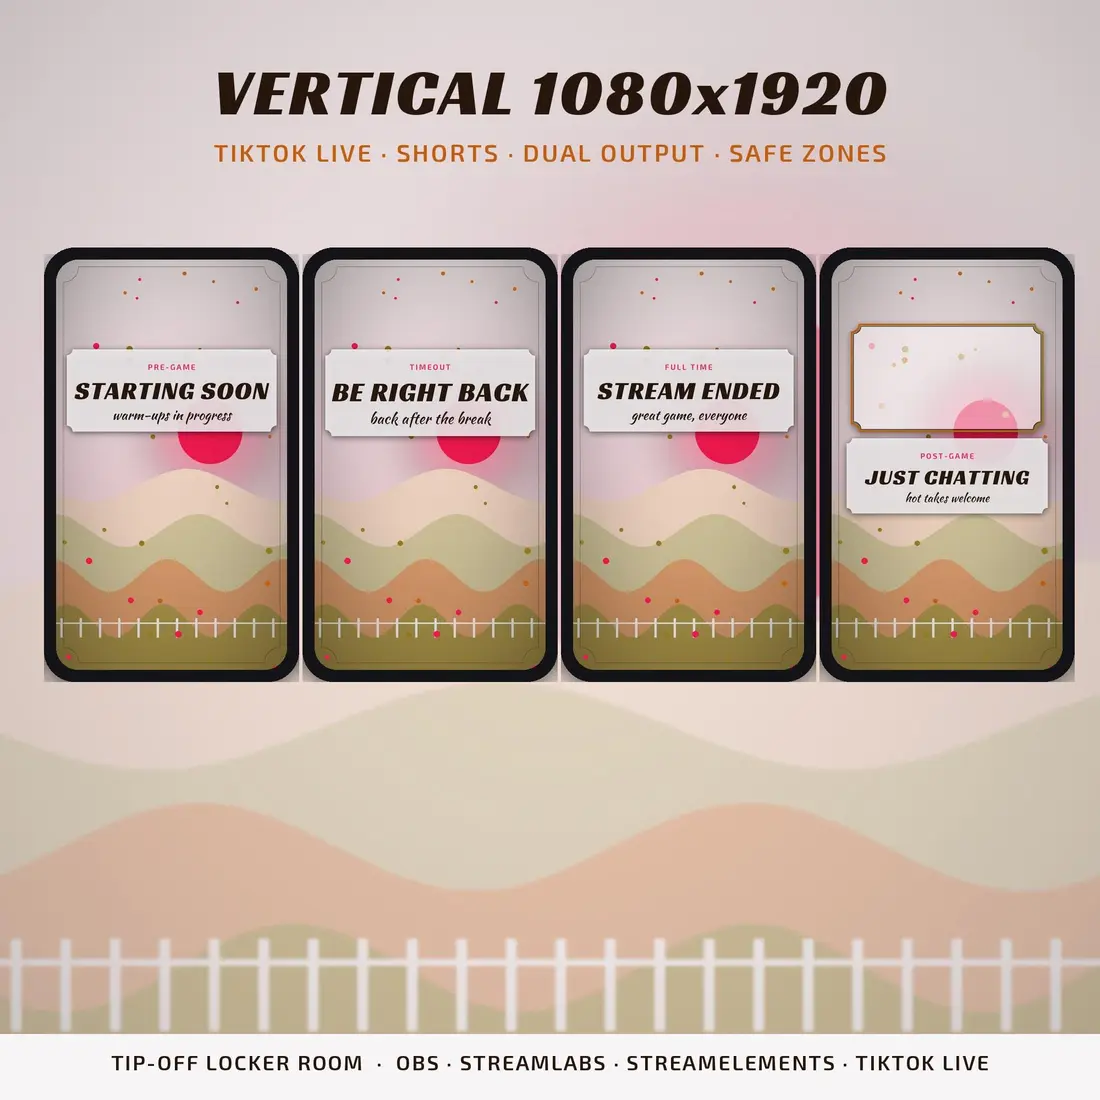 VERTICAL 1080x1920
TIKTOK LIVE · SHORTS · DUAL OUTPUT · SAFE ZONES
PRE-GAME
STARTING SOON
warm-ups in progress
TIMEOUT
BE RIGHT BACK
back after the break
FULL TIME
STREAM ENDED
great game, everyone
POST-GAME
JUST CHATTING
hot takes welcome
TIP-OFF LOCKER ROOM · OBS · STREAMLABS · STREAMELEMENTS · TIKTOK LIVE